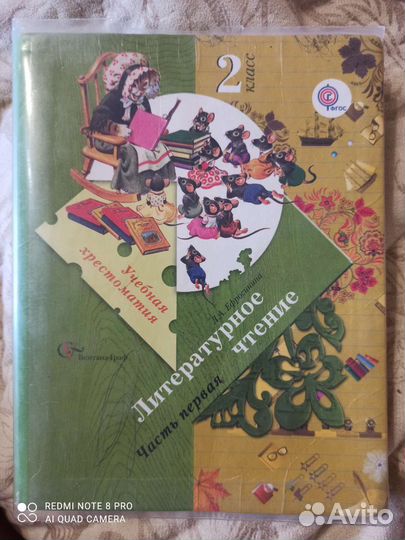 2
класс
ФГОС
Учебная
хрестоматия
Л.А. Ефросинина
Литературное
чтение
Часть первая
Вентана-Граф
REDMI NOTE 8 PRO
AI QUAD CAMERA
Avito